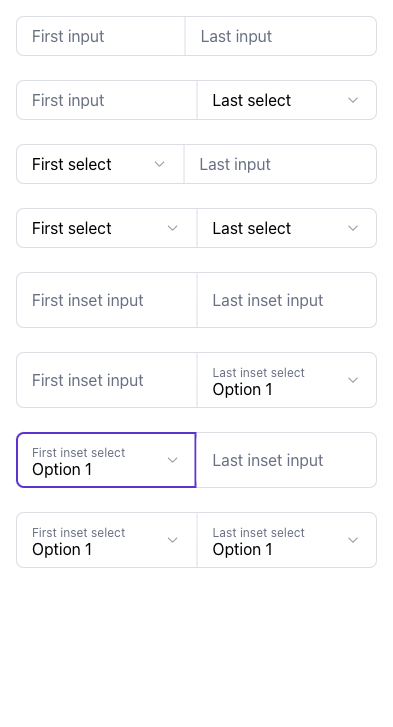 First input Last input
First input Last select
First select Last input
First select Last select
First inset input Last inset input
First inset input Last inset select
Option 1
First inset select
Option 1 Last inset input
First inset select Last inset select
Option 1 Option 1